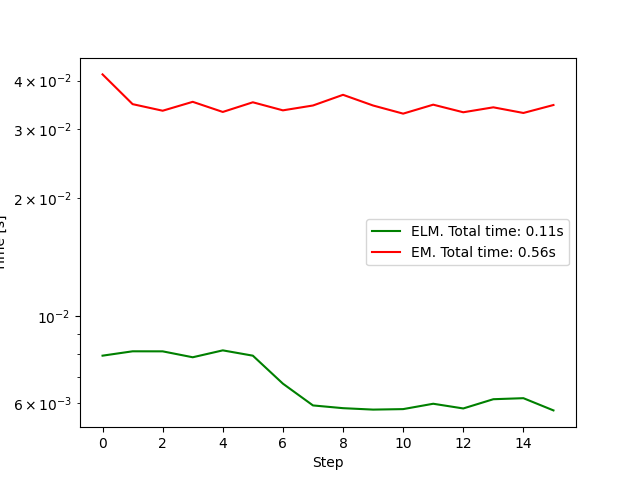 4 × 10⁻²
3 × 10⁻²
2 × 10⁻²
10⁻²
6 × 10⁻³
Time [s]
ELM. Total time: 0.11s
EM. Total time: 0.56s
0 2 4 6 8 10 12 14
Step